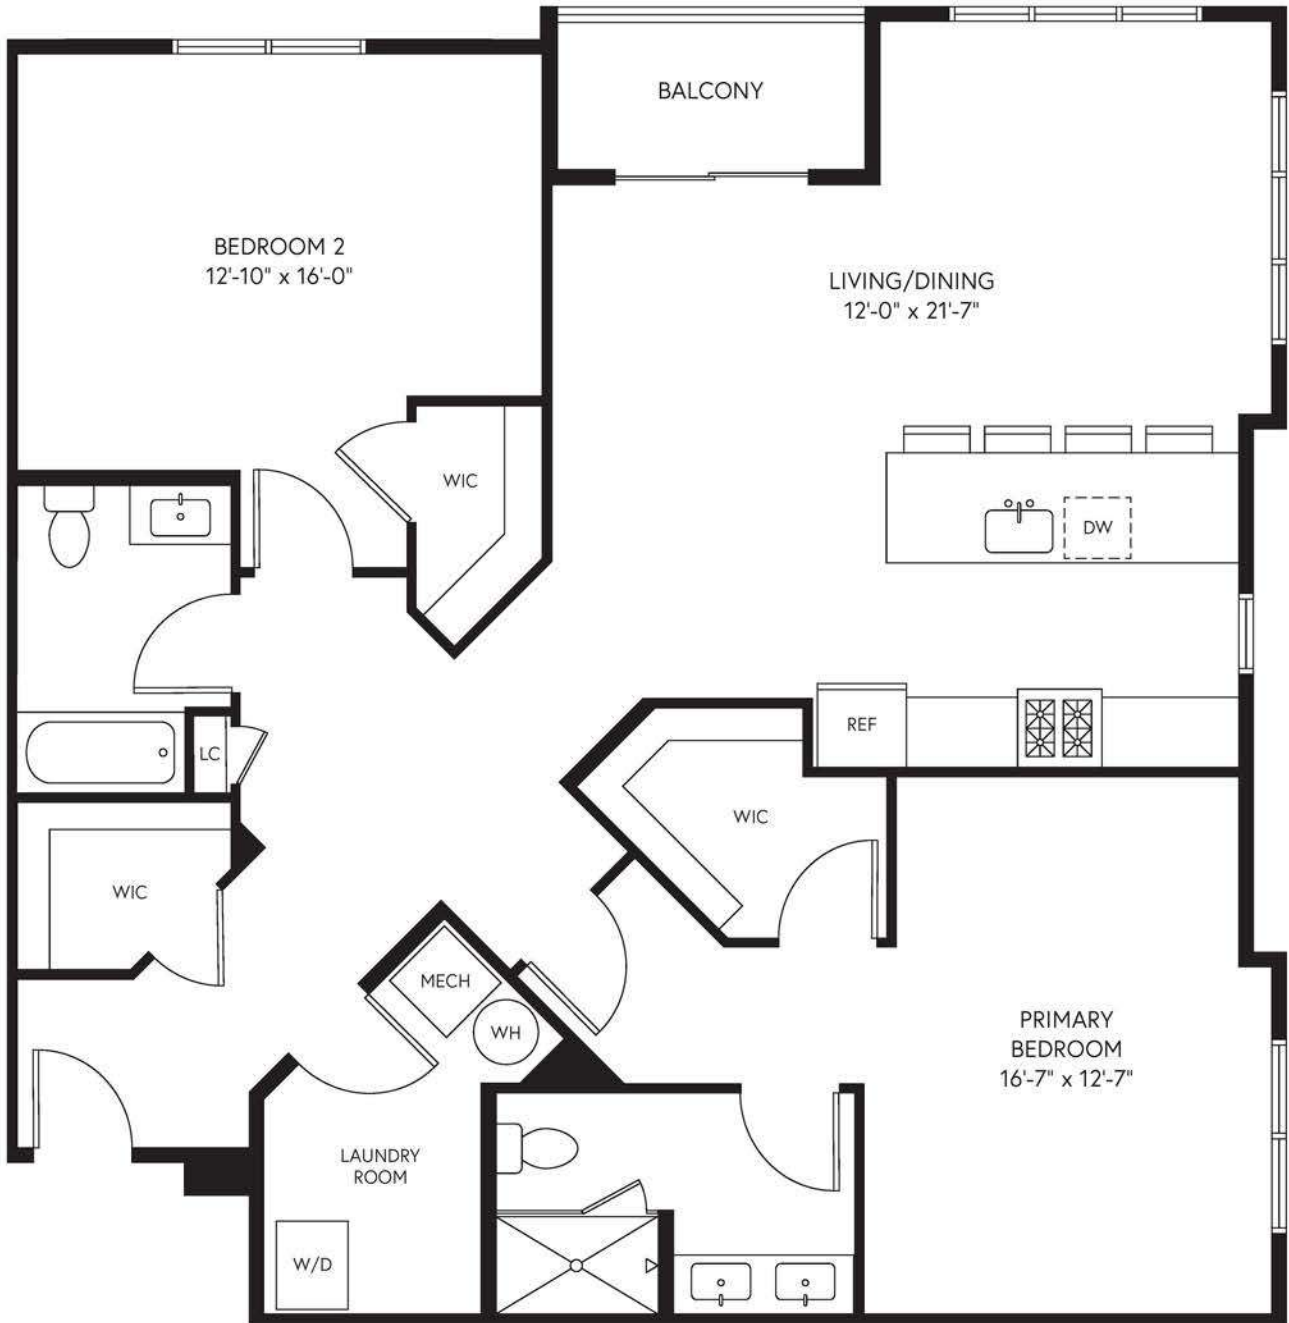 BALCONY
BEDROOM 2
12'-10" x 16'-0"
LIVING/DINING
12'-0" x 21'-7"
WIC
DW
REF
LC
WIC
WIC
MECH
WH
PRIMARY
BEDROOM
16'-7" x 12'-7"
LAUNDRY
ROOM
W/D